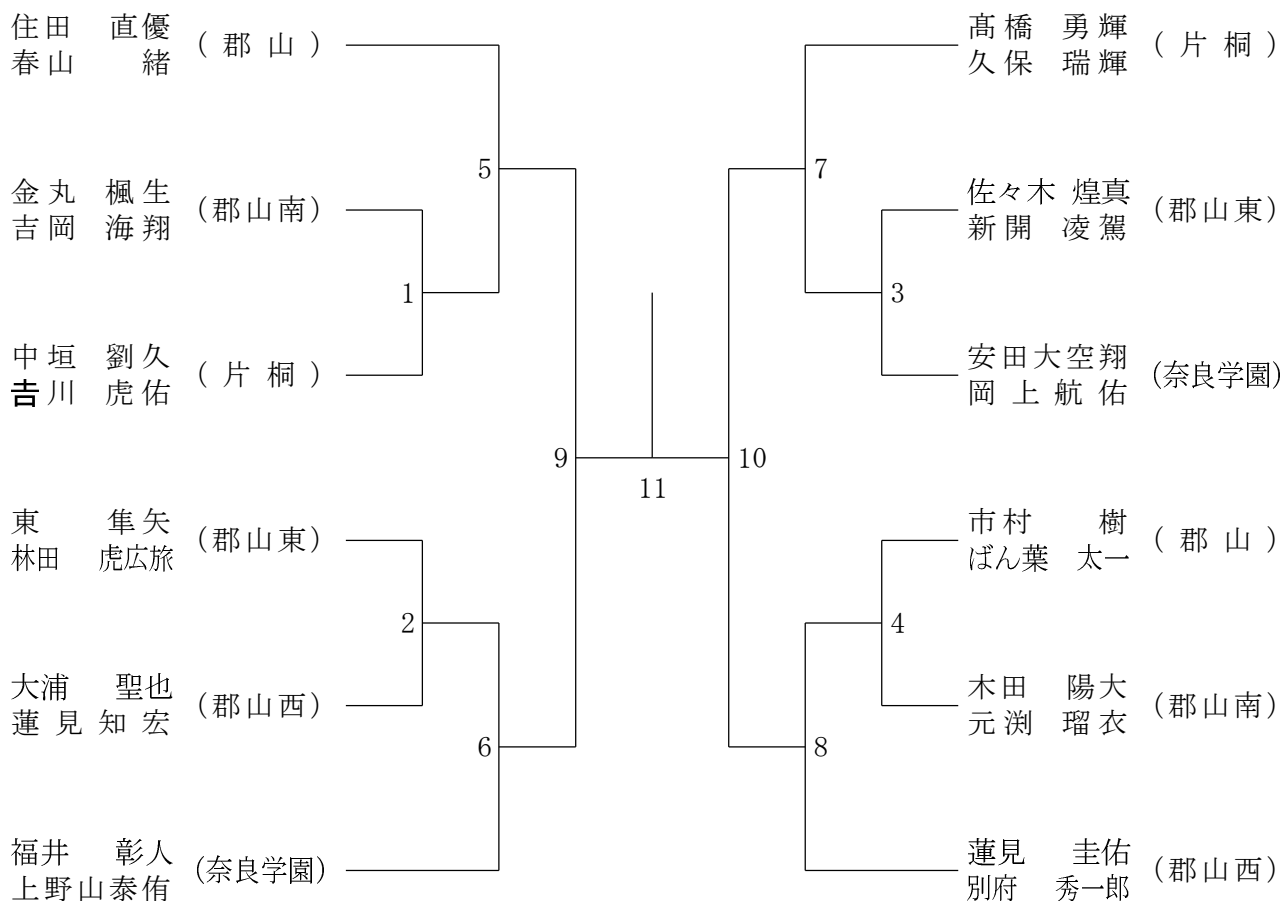 住田 直優
春山 緒
(郡山)
金丸 楓生
吉岡 海翔
(郡山南)
中垣 劉久
𠮷川 虎佑
(片桐)
東 隼矢
林田 虎広旅
(郡山東)
大浦 聖也
蓮見知宏
(郡山西)
福井 彰人
上野山泰侑
(奈良学園)
1
2
5
6
9
11
10
7
8
3
4
髙橋 勇輝
久保 瑞輝
(片桐)
佐々木 煌真
新開 凌駕
(郡山東)
安田大空翔
岡上航佑
(奈良学園)
市村 樹
ばん葉 太一
(郡山)
木田 陽大
元渕 瑠衣
(郡山南)
蓮見 圭佑
別府 秀一郎
(郡山西)